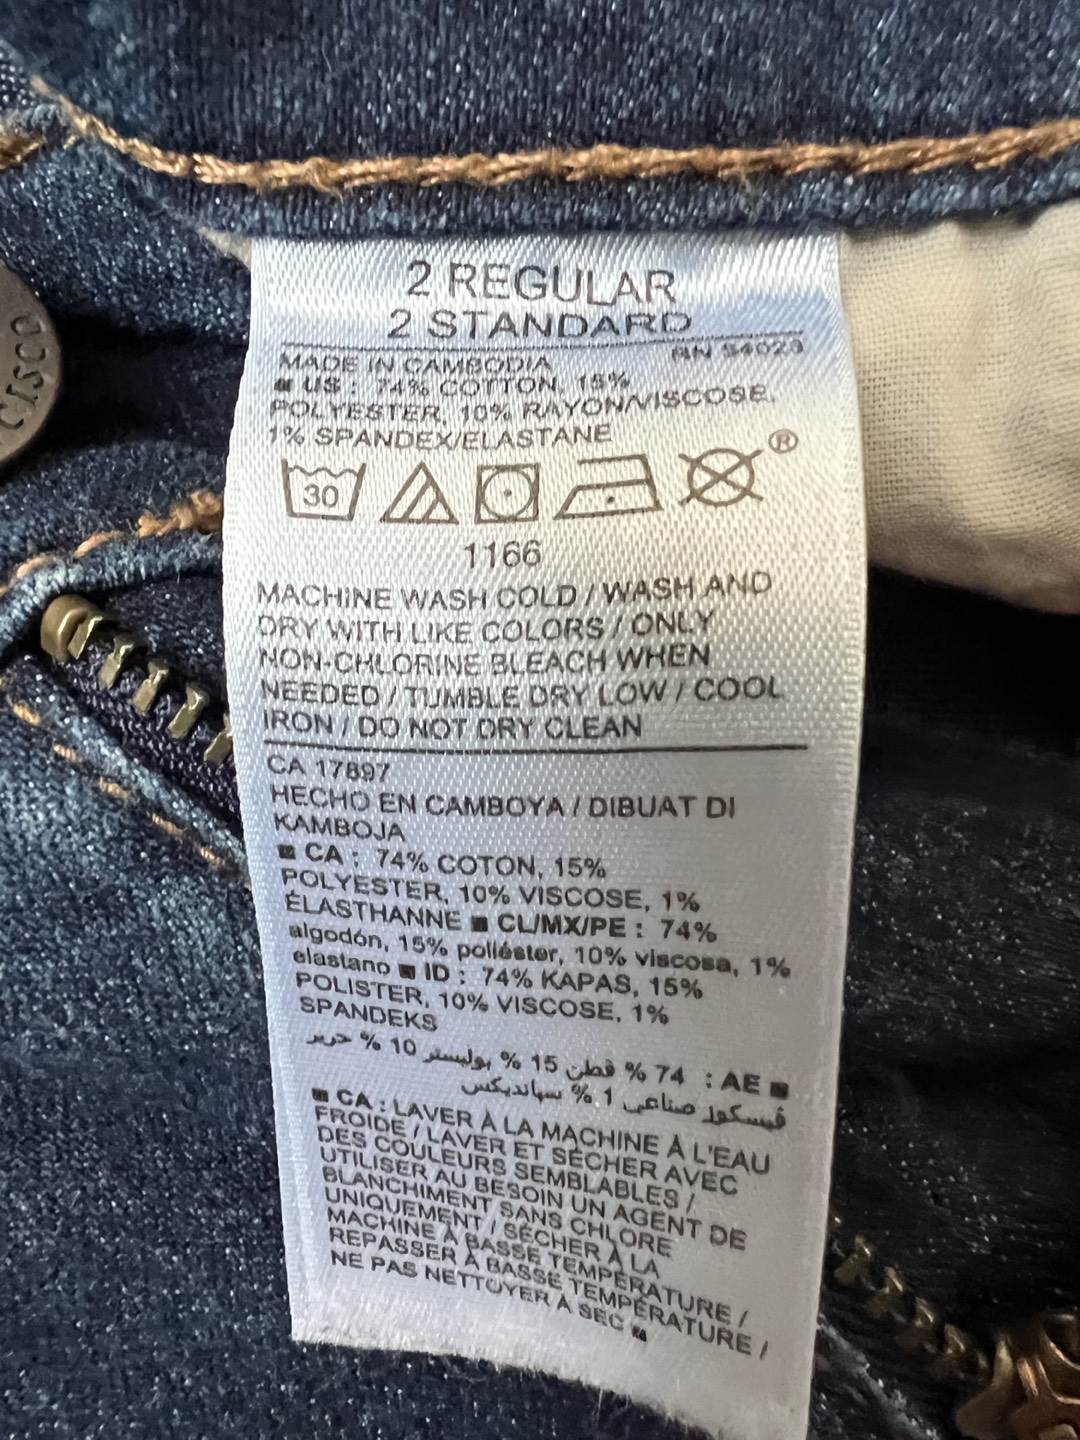 CISCO
2 REGULAR
2 STANDARD
RN 54023
MADE IN CAMBODIA
■ US : 74% COTTON, 15%
POLYESTER, 10% RAYON/VISCOSE,
1% SPANDEX/ELASTANE
30
®
1166
MACHINE WASH COLD / WASH AND
DRY WITH LIKE COLORS / ONLY
NON-CHLORINE BLEACH WHEN
NEEDED / TUMBLE DRY LOW / COOL
IRON / DO NOT DRY CLEAN
CA 17897
HECHO EN CAMBOYA / DIBUAT DI
KAMBOJA
■ CA : 74% COTON, 15%
POLYESTER, 10% VISCOSE, 1%
ÉLASTHANNE ■ CL/MX/PE : 74%
algodón, 15% poliéster, 10% viscosa, 1%
elastano ■ ID : 74% KAPAS, 15%
POLISTER, 10% VISCOSE, 1%
SPANDEKS
■ AE : 74 % قطن 15 % بوليستر 10 % حرير
فيسكوز صناعي 1 % سباندیکس
■ CA : LAVER À LA MACHINE À L'EAU
FROIDE / LAVER ET SÉCHER AVEC
DES COULEURS SEMBLABLES /
UTILISER AU BESOIN UN AGENT DE
BLANCHIMENT SANS CHLORE
UNIQUEMENT / SÉCHER À LA
MACHINE À BASSE TEMPÉRATURE /
REPASSER À BASSE TEMPÉRATURE /
NE PAS NETTOYER À SEC ■